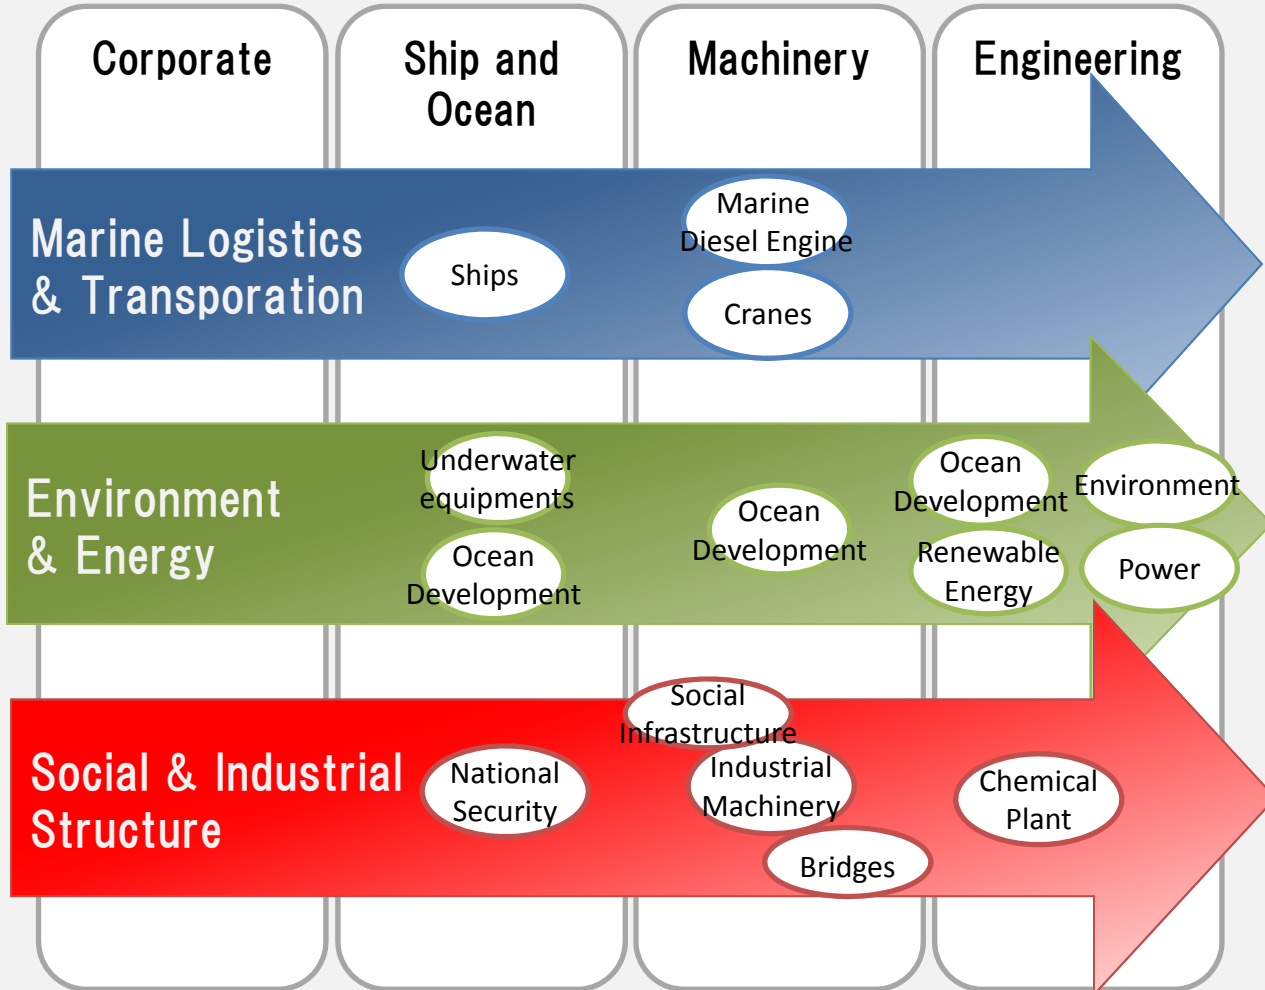 Corporate
Ship and
Ocean
Machinery
Engineering
Marine Logistics
& Transporation
Ships
Marine
Diesel Engine
Cranes
Environment
& Energy
Underwater
equipments
Ocean
Development
Ocean
Development
Ocean
Development
Environment
Renewable
Energy
Power
Social & Industrial
Structure
National
Security
Social
Infrastructure
Industrial
Machinery
Bridges
Chemical
Plant